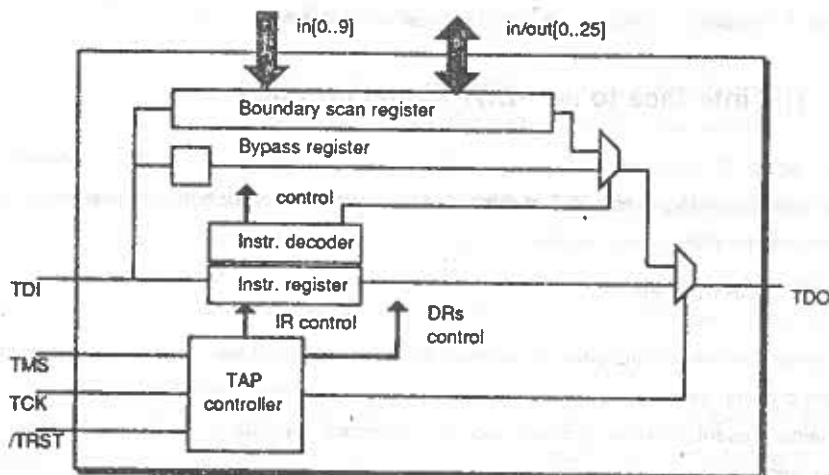 in[0..9]
in/out[0..25]
Boundary scan register
Bypass register
control
Instr. decoder
Instr. register
TDI
TDO
IR control
DRs
control
TMS
TAP
controller
TCK
/TRST